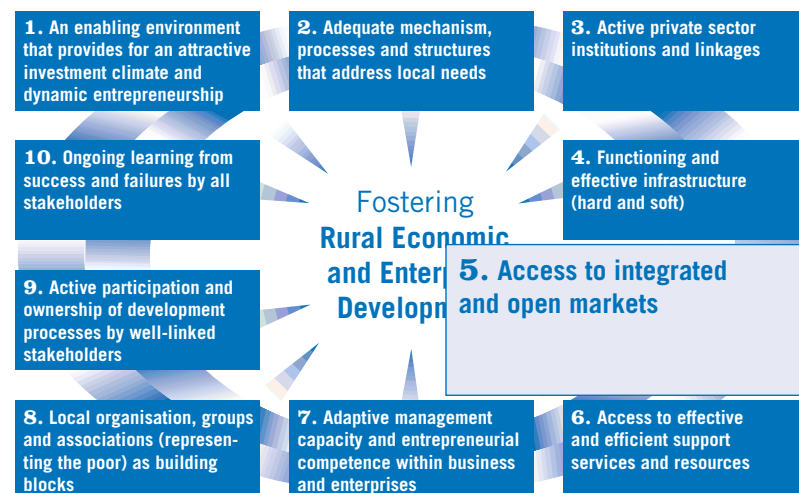 1. An enabling environment
that provides for an attractive
investment climate and
dynamic entrepreneurship
2. Adequate mechanism,
processes and structures
that address local needs
3. Active private sector
institutions and linkages
10. Ongoing learning from
success and failures by all
stakeholders
Fostering
Rural Economic
and Enter
Develop
4. Functioning and
effective infrastructure
(hard and soft)
5. Access to integrated
and open markets
9. Active participation and
ownership of development
processes by well-linked
stakeholders
8. Local organisation, groups
and associations (represen-
ting the poor) as building
blocks
7. Adaptive management
capacity and entrepreneurial
competence within business
and enterprises
6. Access to effective
and efficient support
services and resources